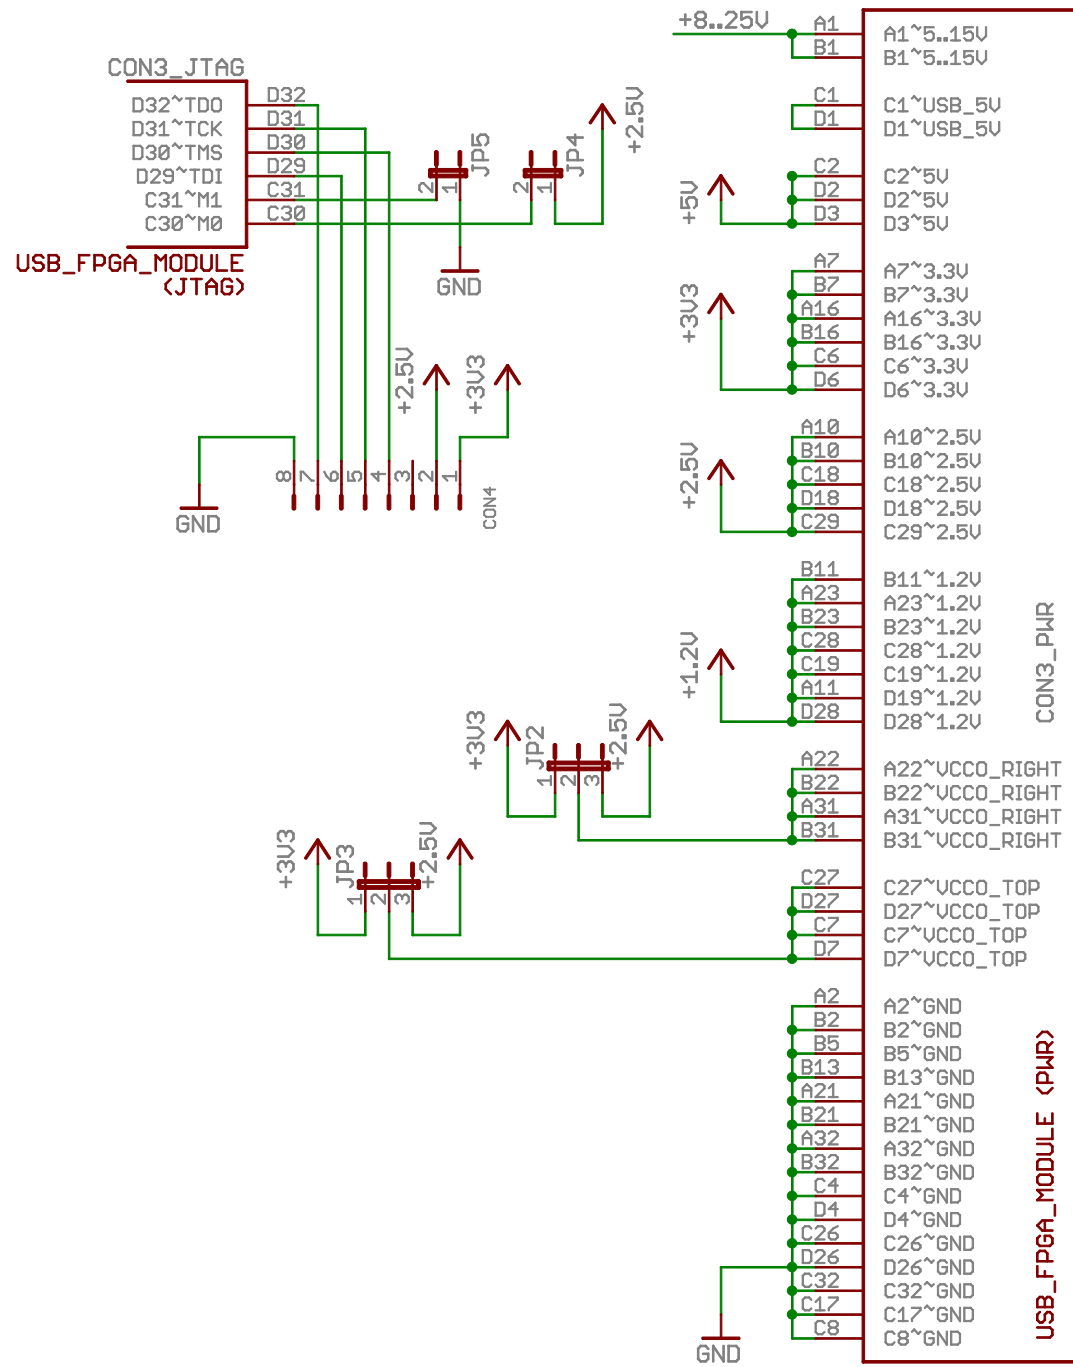 +8..25V
A1 A1~5..15V
B1 B1~5..15V
C1 C1~USB_5V
D1 D1~USB_5V
+5V
C2 C2~5V
D2 D2~5V
D3 D3~5V
+3V3
A7 A7~3.3V
B7 B7~3.3V
A16 A16~3.3V
B16 B16~3.3V
C6 C6~3.3V
D6 D6~3.3V
+2.5V
A10 A10~2.5V
B10 B10~2.5V
C18 C18~2.5V
D18 D18~2.5V
C29 C29~2.5V
+1.2V
B11 B11~1.2V
A23 A23~1.2V
B23 B23~1.2V
C28 C28~1.2V
C19 C19~1.2V
A11 D19~1.2V
D28 D28~1.2V
A22 A22~VCCO_RIGHT
B22 B22~VCCO_RIGHT
A31 A31~VCCO_RIGHT
B31 B31~VCCO_RIGHT
C27 C27~VCCO_TOP
D27 D27~VCCO_TOP
C7 C7~VCCO_TOP
D7 D7~VCCO_TOP
A2 A2~GND
B2 B2~GND
B5 B5~GND
B13 B13~GND
A21 A21~GND
B21 B21~GND
A32 A32~GND
B32 B32~GND
C4 C4~GND
D4 D4~GND
C26 C26~GND
D26 D26~GND
C32 C32~GND
C17 C17~GND
C8 C8~GND
GND
CON3_PWR
USB_FPGA_MODULE (PWR)
CON3_JTAG
D32~TDO D32
D31~TCK D31
D30~TMS D30
D29~TDI D29
C31~M1 C31
C30~M0 C30
USB_FPGA_MODULE
(JTAG)
JP5
2 1
GND
JP4
2 1
+2.5V
+2.5V
+3V3
8 7 6 5 4 3 2 1
CON4
GND
+3V3
JP2
1 2 3
+2.5V
+3V3
JP3
1 2 3
+2.5V